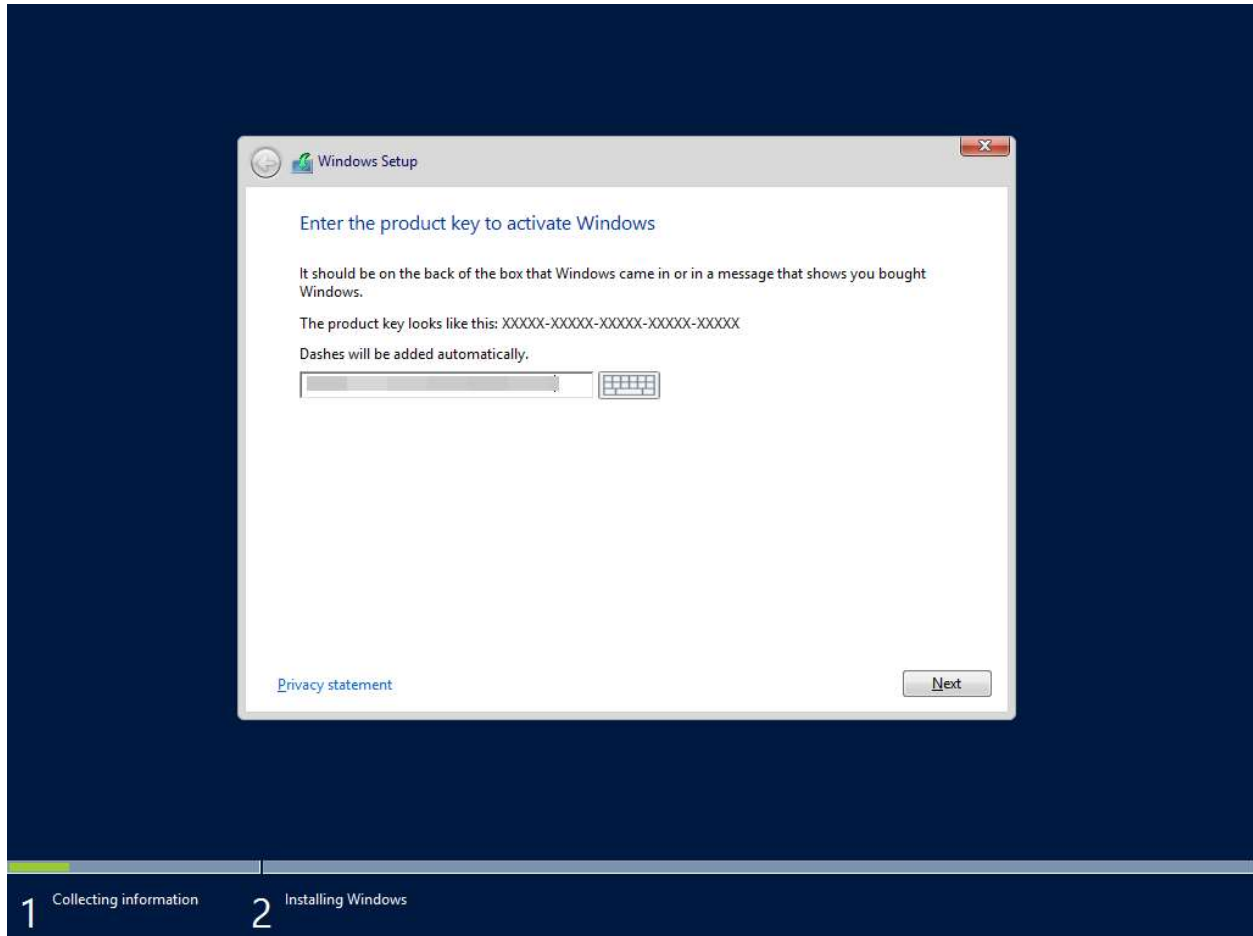 Windows Setup
Enter the product key to activate Windows
It should be on the back of the box that Windows came in or in a message that shows you bought
Windows.
The product key looks like this: XXXXX-XXXXX-XXXXX-XXXXX-XXXXX
Dashes will be added automatically.
Privacy statement
Next
1 Collecting information
2 Installing Windows